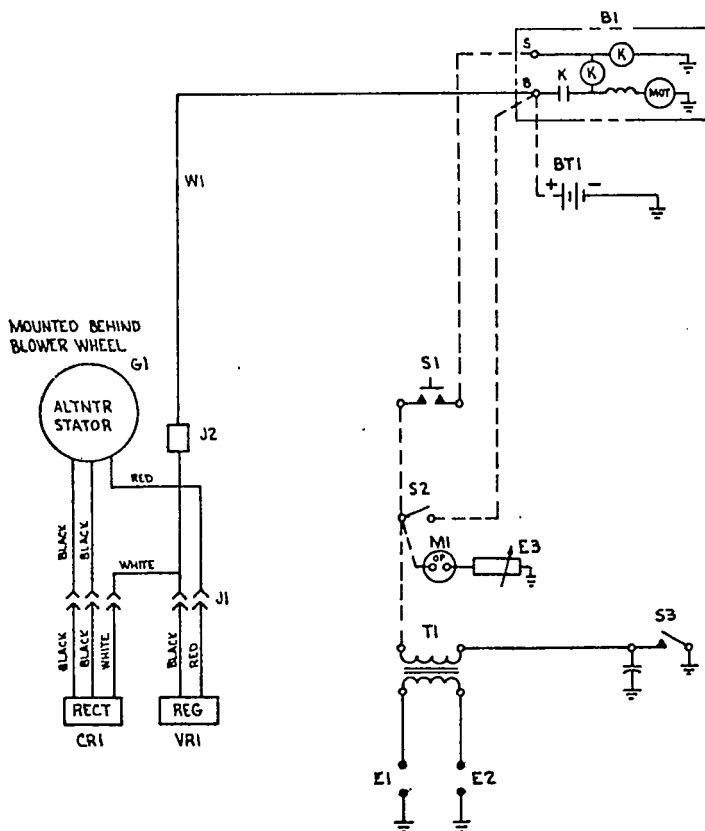 B1
S
K
K
B
K
MOT
BT1
+
−
W1
MOUNTED BEHIND
BLOWER WHEEL
G1
ALTNTR
STATOR
S1
J2
RED
S2
BLACK
BLACK
M1
OP
E3
WHITE
J1
S3
T1
BLACK
BLACK
WHITE
BLACK
RED
RECT
REG
CR1
VR1
E1
E2